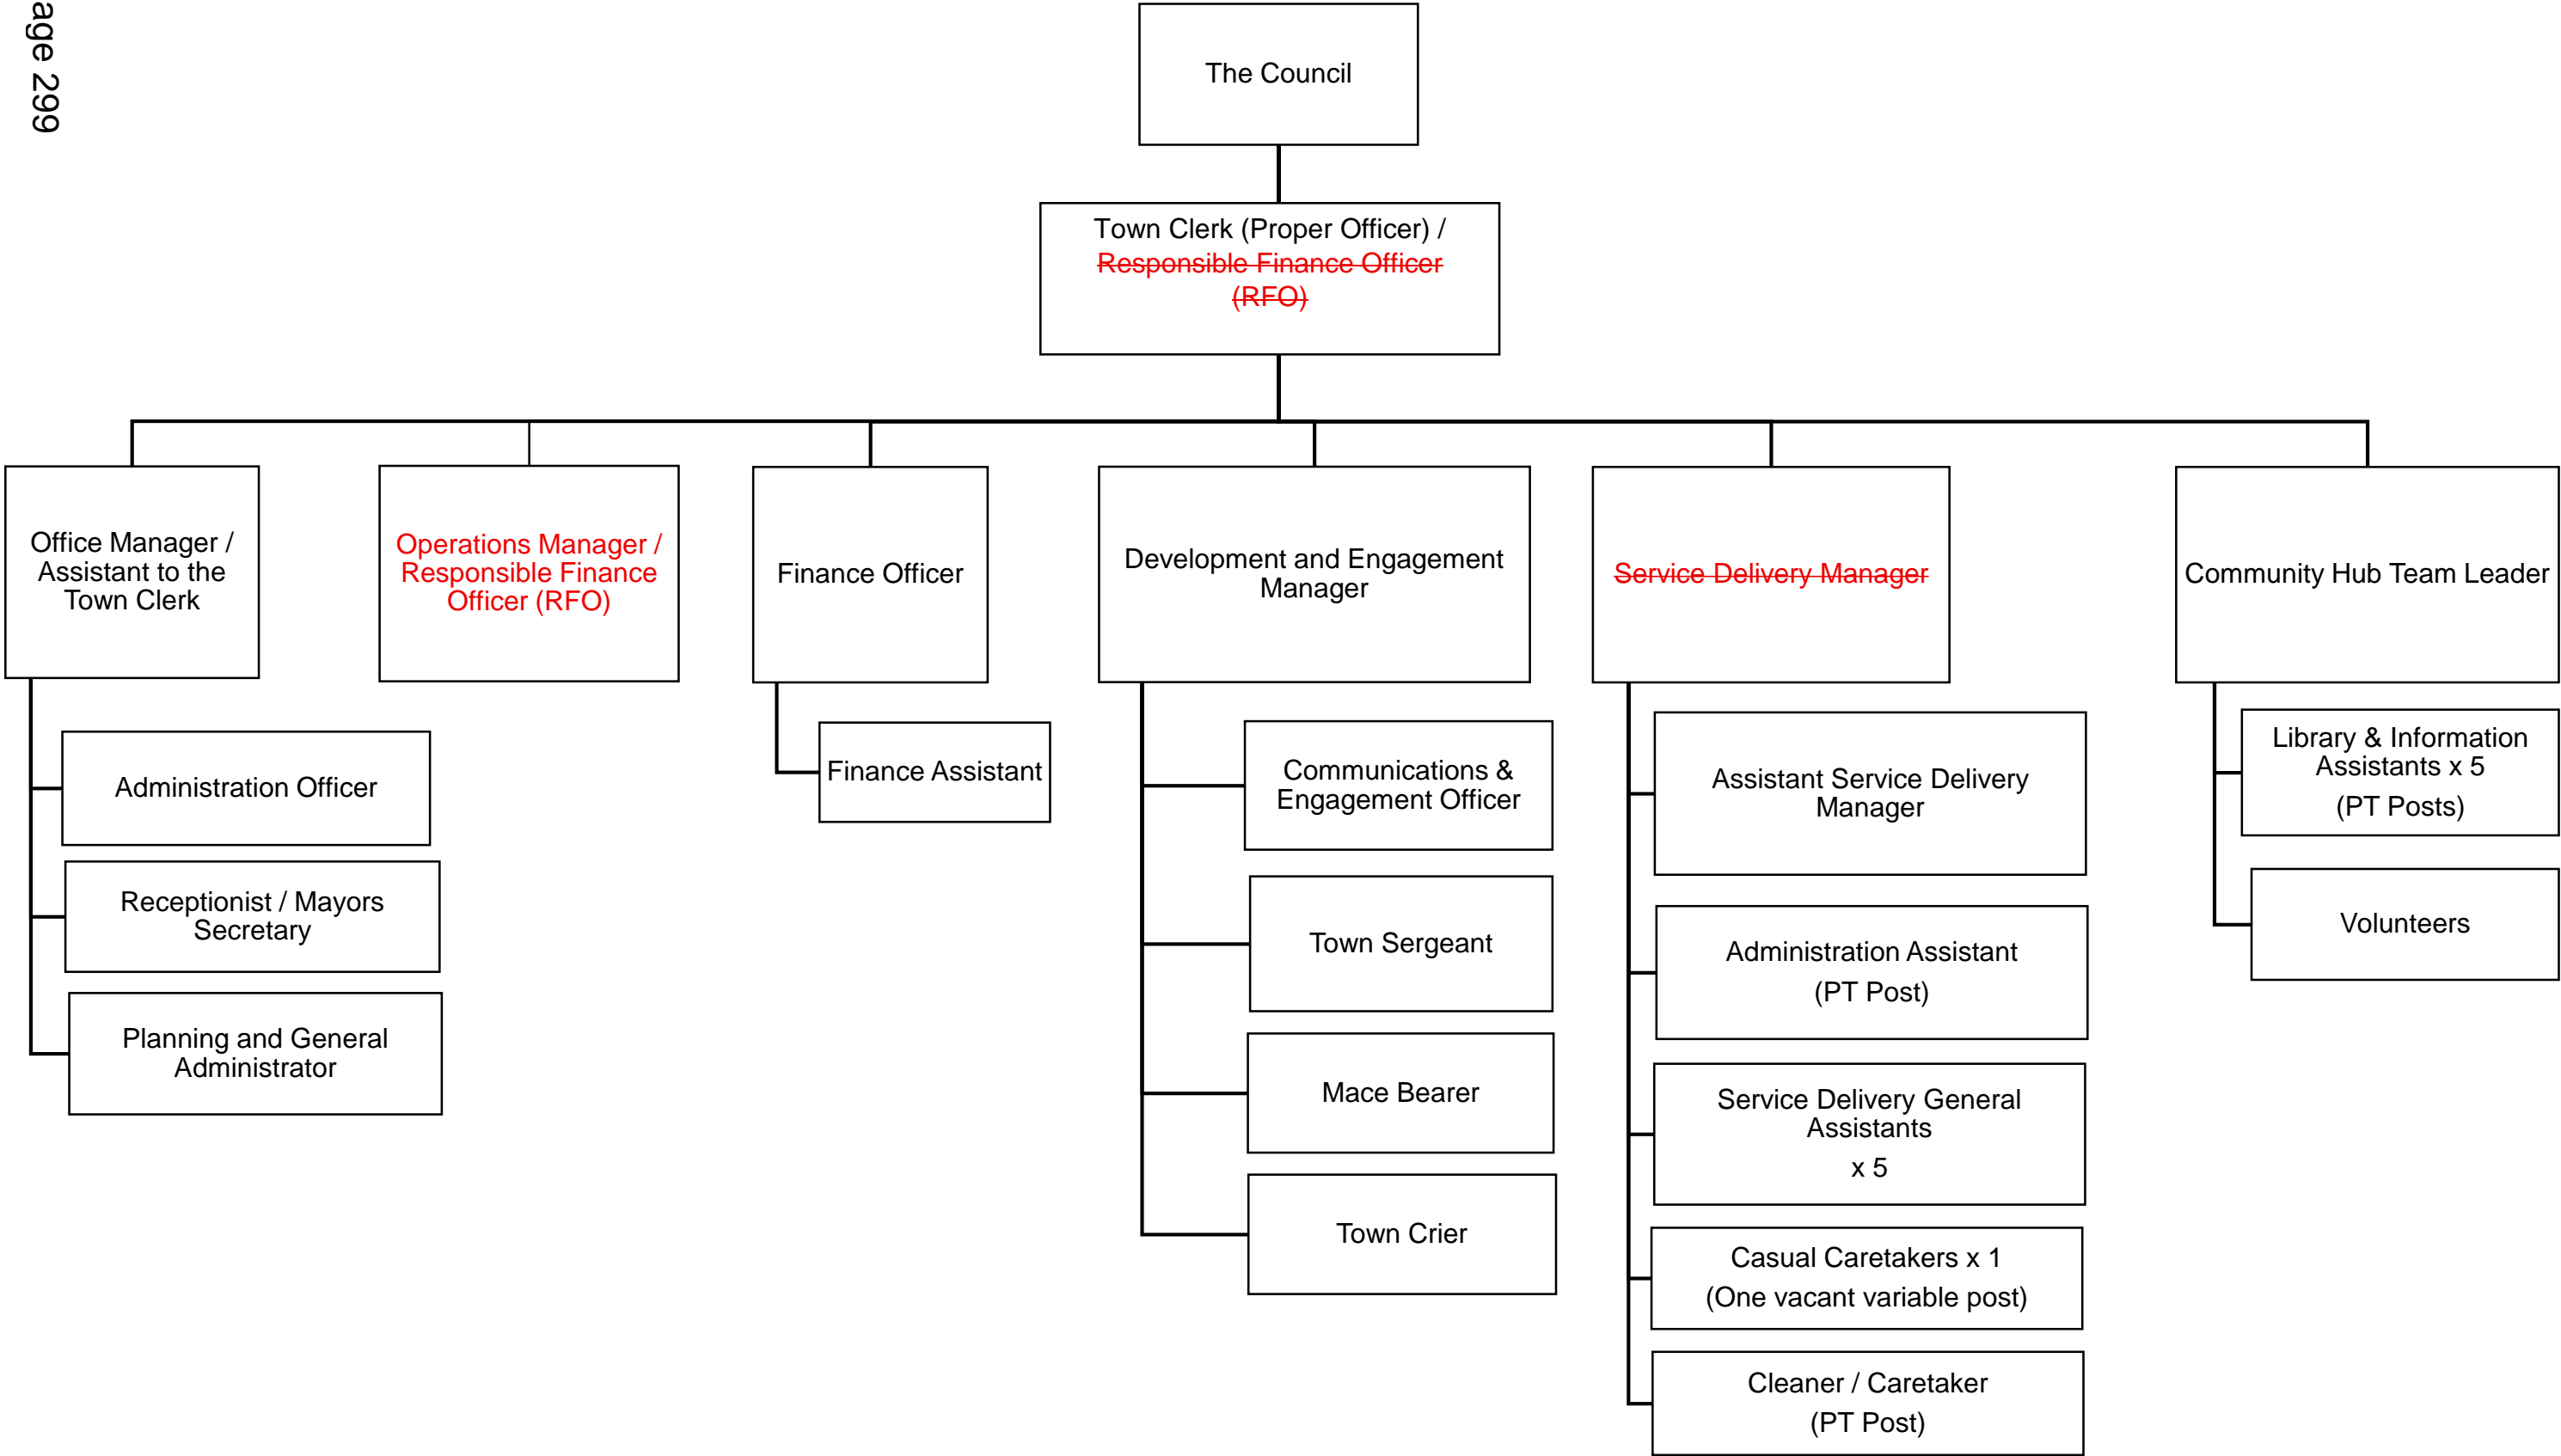 age 299
The Council
Town Clerk (Proper Officer) /
Responsible Finance Officer
(RFO)
Office Manager /
Assistant to the
Town Clerk
Operations Manager /
Responsible Finance
Officer (RFO)
Finance Officer
Development and Engagement
Manager
Service Delivery Manager
Community Hub Team Leader
Administration Officer
Receptionist / Mayors
Secretary
Planning and General
Administrator
Finance Assistant
Communications &
Engagement Officer
Town Sergeant
Mace Bearer
Town Crier
Assistant Service Delivery
Manager
Administration Assistant
(PT Post)
Service Delivery General
Assistants
x 5
Casual Caretakers x 1
(One vacant variable post)
Cleaner / Caretaker
(PT Post)
Library & Information
Assistants x 5
(PT Posts)
Volunteers